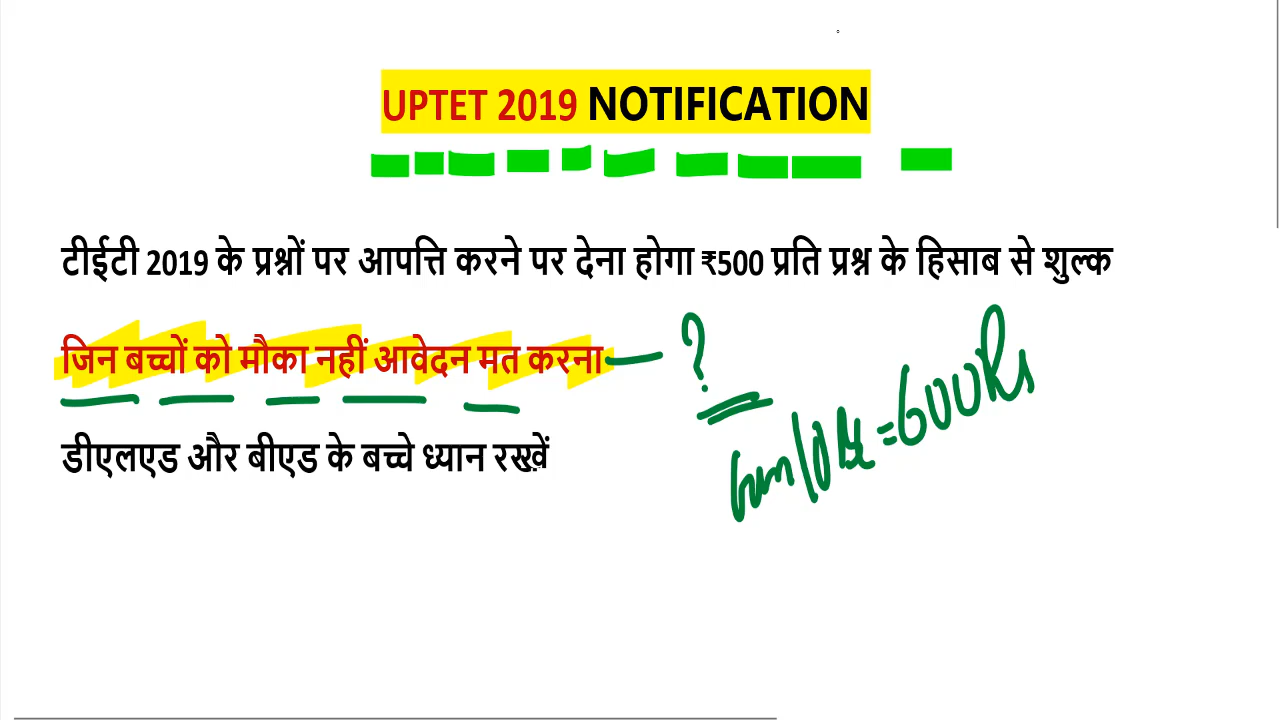 UPTET 2019 NOTIFICATION
टीईटी 2019 के प्रश्नों पर आपत्ति करने पर देना होगा ₹500 प्रति प्रश्न के हिसाब से शुल्क
जिन बच्चों को मौका नहीं आवेदन मत करना ?
=600Rs
डीएलएड और बीएड के बच्चे ध्यान रखें